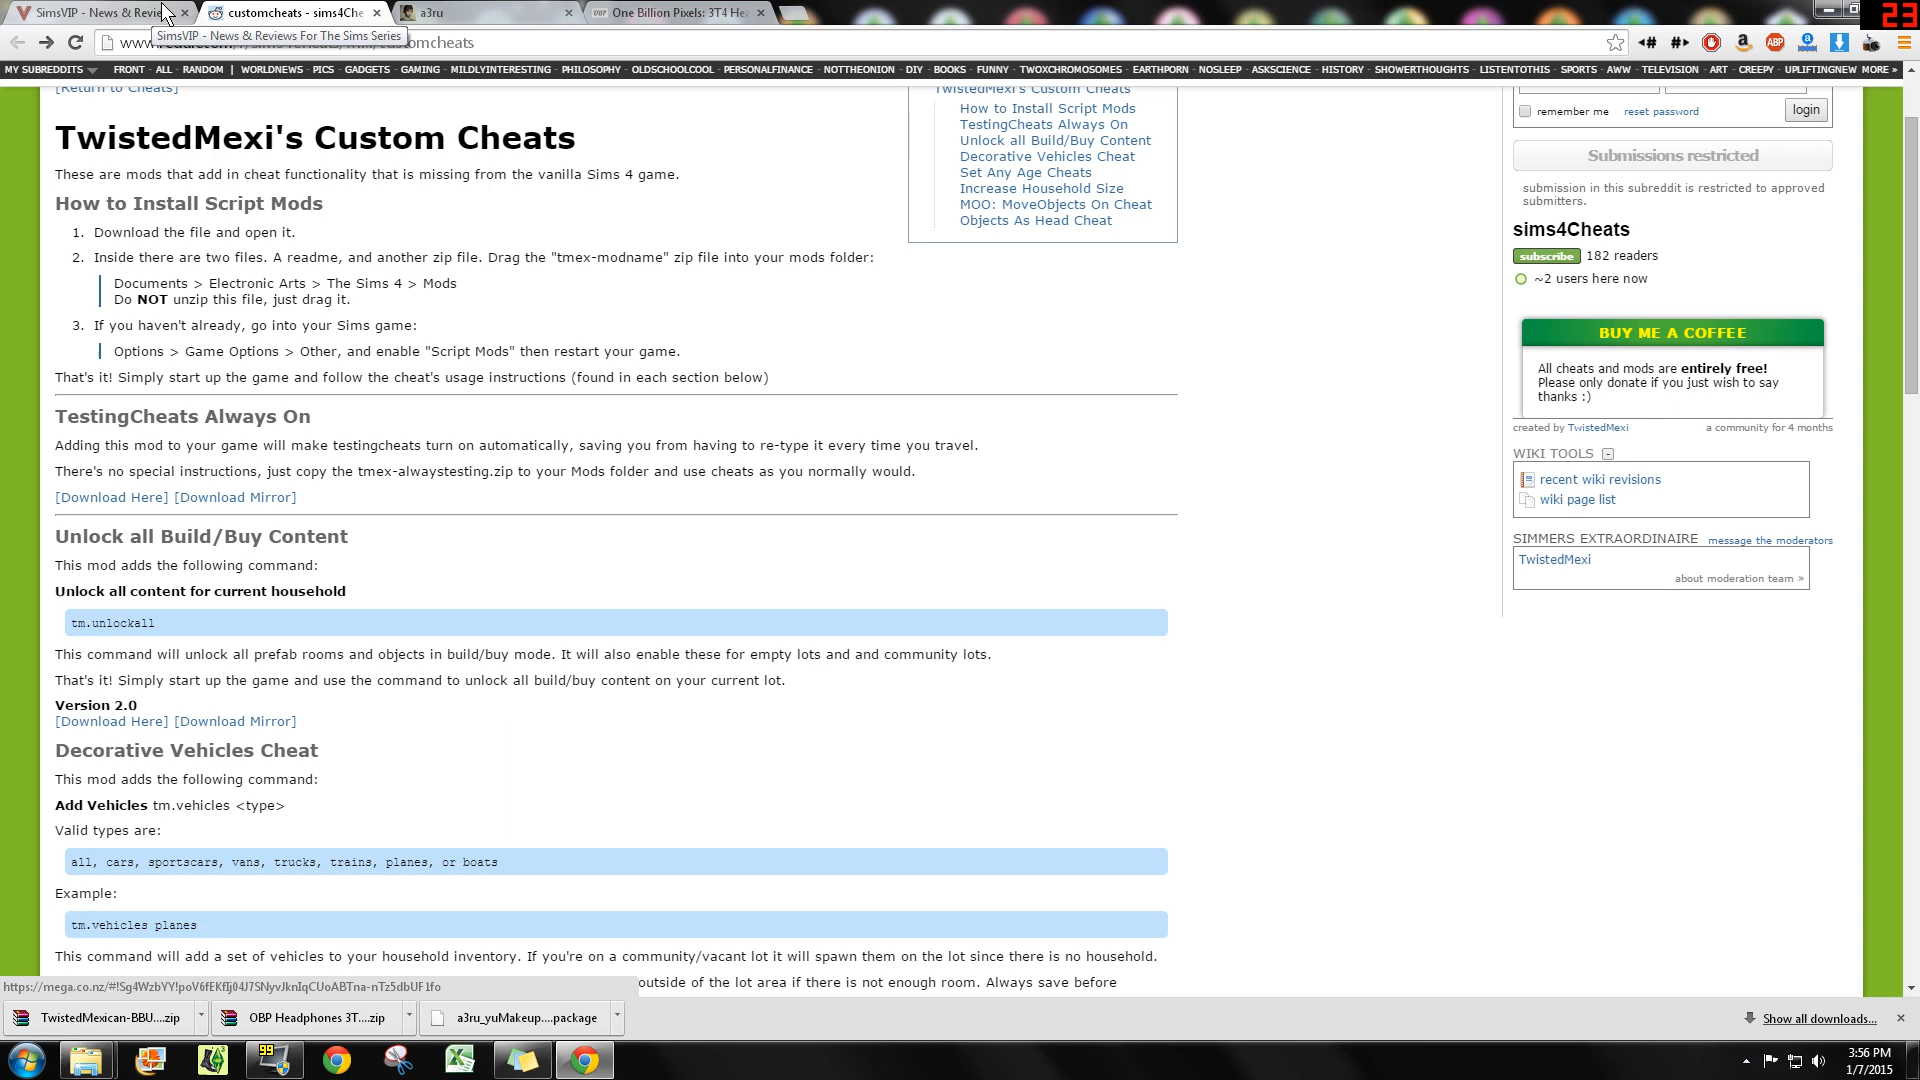 SimsVIP - News & Revie
customcheats - sims4Che
a3ru
One Billion Pixels: 3T4 Hea
23
SimsVIP - News & Reviews For The Sims Series
customcheats
MY SUBREDDITS FRONT - ALL - RANDOM | WORLDNEWS - PICS - GADGETS - GAMING - MILDLYINTERESTING - PHILOSOPHY - OLDSCHOOLCOOL - PERSONALFINANCE - NOTTHEONION - DIY - BOOKS - FUNNY - TWOXCHROMOSOMES - EARTHPORN - NOSLEEP - ASKSCIENCE - HISTORY - SHOWERTHOUGHTS - LISTENTOTHIS - SPORTS - AWW - TELEVISION - ART - CREEPY - UPLIFTINGNEW MORE »
[Return to Cheats]
TwistedMexi's Custom Cheats
These are mods that add in cheat functionality that is missing from the vanilla Sims 4 game.
How to Install Script Mods
1. Download the file and open it.
2. Inside there are two files. A readme, and another zip file. Drag the "tmex-modname" zip file into your mods folder:
Documents > Electronic Arts > The Sims 4 > Mods
Do NOT unzip this file, just drag it.
3. If you haven't already, go into your Sims game:
Options > Game Options > Other, and enable "Script Mods" then restart your game.
That's it! Simply start up the game and follow the cheat's usage instructions (found in each section below)
TestingCheats Always On
Adding this mod to your game will make testingcheats turn on automatically, saving you from having to re-type it every time you travel.
There's no special instructions, just copy the tmex-alwaystesting.zip to your Mods folder and use cheats as you normally would.
[Download Here] [Download Mirror]
Unlock all Build/Buy Content
This mod adds the following command:
Unlock all content for current household
tm.unlockall
This command will unlock all prefab rooms and objects in build/buy mode. It will also enable these for empty lots and and community lots.
That's it! Simply start up the game and use the command to unlock all build/buy content on your current lot.
Version 2.0
[Download Here] [Download Mirror]
Decorative Vehicles Cheat
This mod adds the following command:
Add Vehicles tm.vehicles <type>
Valid types are:
all, cars, sportscars, vans, trucks, trains, planes, or boats
Example:
tm.vehicles planes
This command will add a set of vehicles to your household inventory. If you're on a community/vacant lot it will spawn them on the lot since there is no household.
outside of the lot area if there is not enough room. Always save before
TwistedMexi's Custom Cheats
How to Install Script Mods
TestingCheats Always On
Unlock all Build/Buy Content
Decorative Vehicles Cheat
Set Any Age Cheats
Increase Household Size
MOO: MoveObjects On Cheat
Objects As Head Cheat
remember me reset password login
Submissions restricted
submission in this subreddit is restricted to approved
submitters.
sims4Cheats
subscribe 182 readers
~2 users here now
BUY ME A COFFEE
All cheats and mods are entirely free!
Please only donate if you just wish to say
thanks :)
created by TwistedMexi a community for 4 months
WIKI TOOLS -
recent wiki revisions
wiki page list
SIMMERS EXTRAORDINAIRE message the moderators
TwistedMexi
about moderation team »
TwistedMexican-BBU....zip
OBP Headphones 3T....zip
a3ru_yuMakeup....package
Show all downloads...
99
3:56 PM
1/7/2015